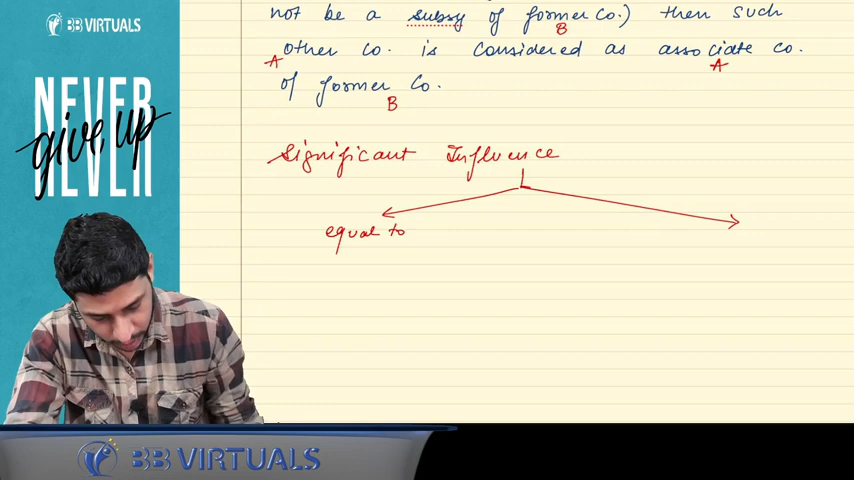 BB VIRTUALS
NEVER
give up
NEVER
not be a subsy of former Co.) then such
B
other Co. is considered as associate co.
A
A
of former Co.
B
Significant Influence
equal to
BB VIRTUALS